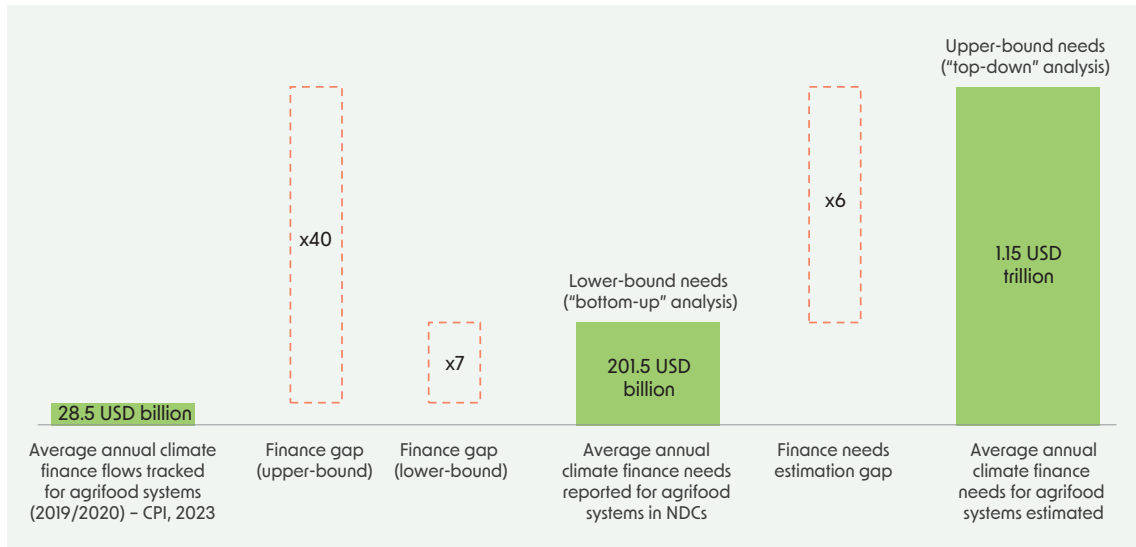 Upper-bound needs
("top-down" analysis)
x40
x6
1.15 USD
trillion
Lower-bound needs
("bottom-up" analysis)
x7
201.5 USD
billion
28.5 USD billion
Average annual climate
finance flows tracked
for agrifood systems
(2019/2020) – CPI, 2023
Finance gap
(upper-bound)
Finance gap
(lower-bound)
Average annual
climate finance needs
reported for agrifood
systems in NDCs
Finance needs
estimation gap
Average annual
climate finance
needs for agrifood
systems estimated